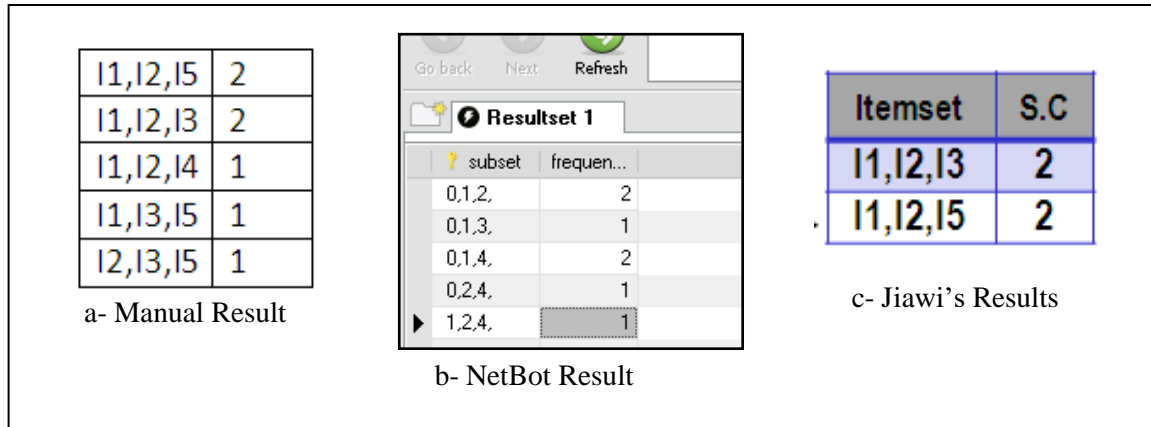 I1,I2,I5 2
I1,I2,I3 2
I1,I2,I4 1
I1,I3,I5 1
I2,I3,I5 1
a- Manual Result
Go back Next Refresh
Resultset 1
subset frequen...
0,1,2, 2
0,1,3, 1
0,1,4, 2
0,2,4, 1
1,2,4, 1
b- NetBot Result
Itemset S.C
I1,I2,I3 2
I1,I2,I5 2
c- Jiawi's Results